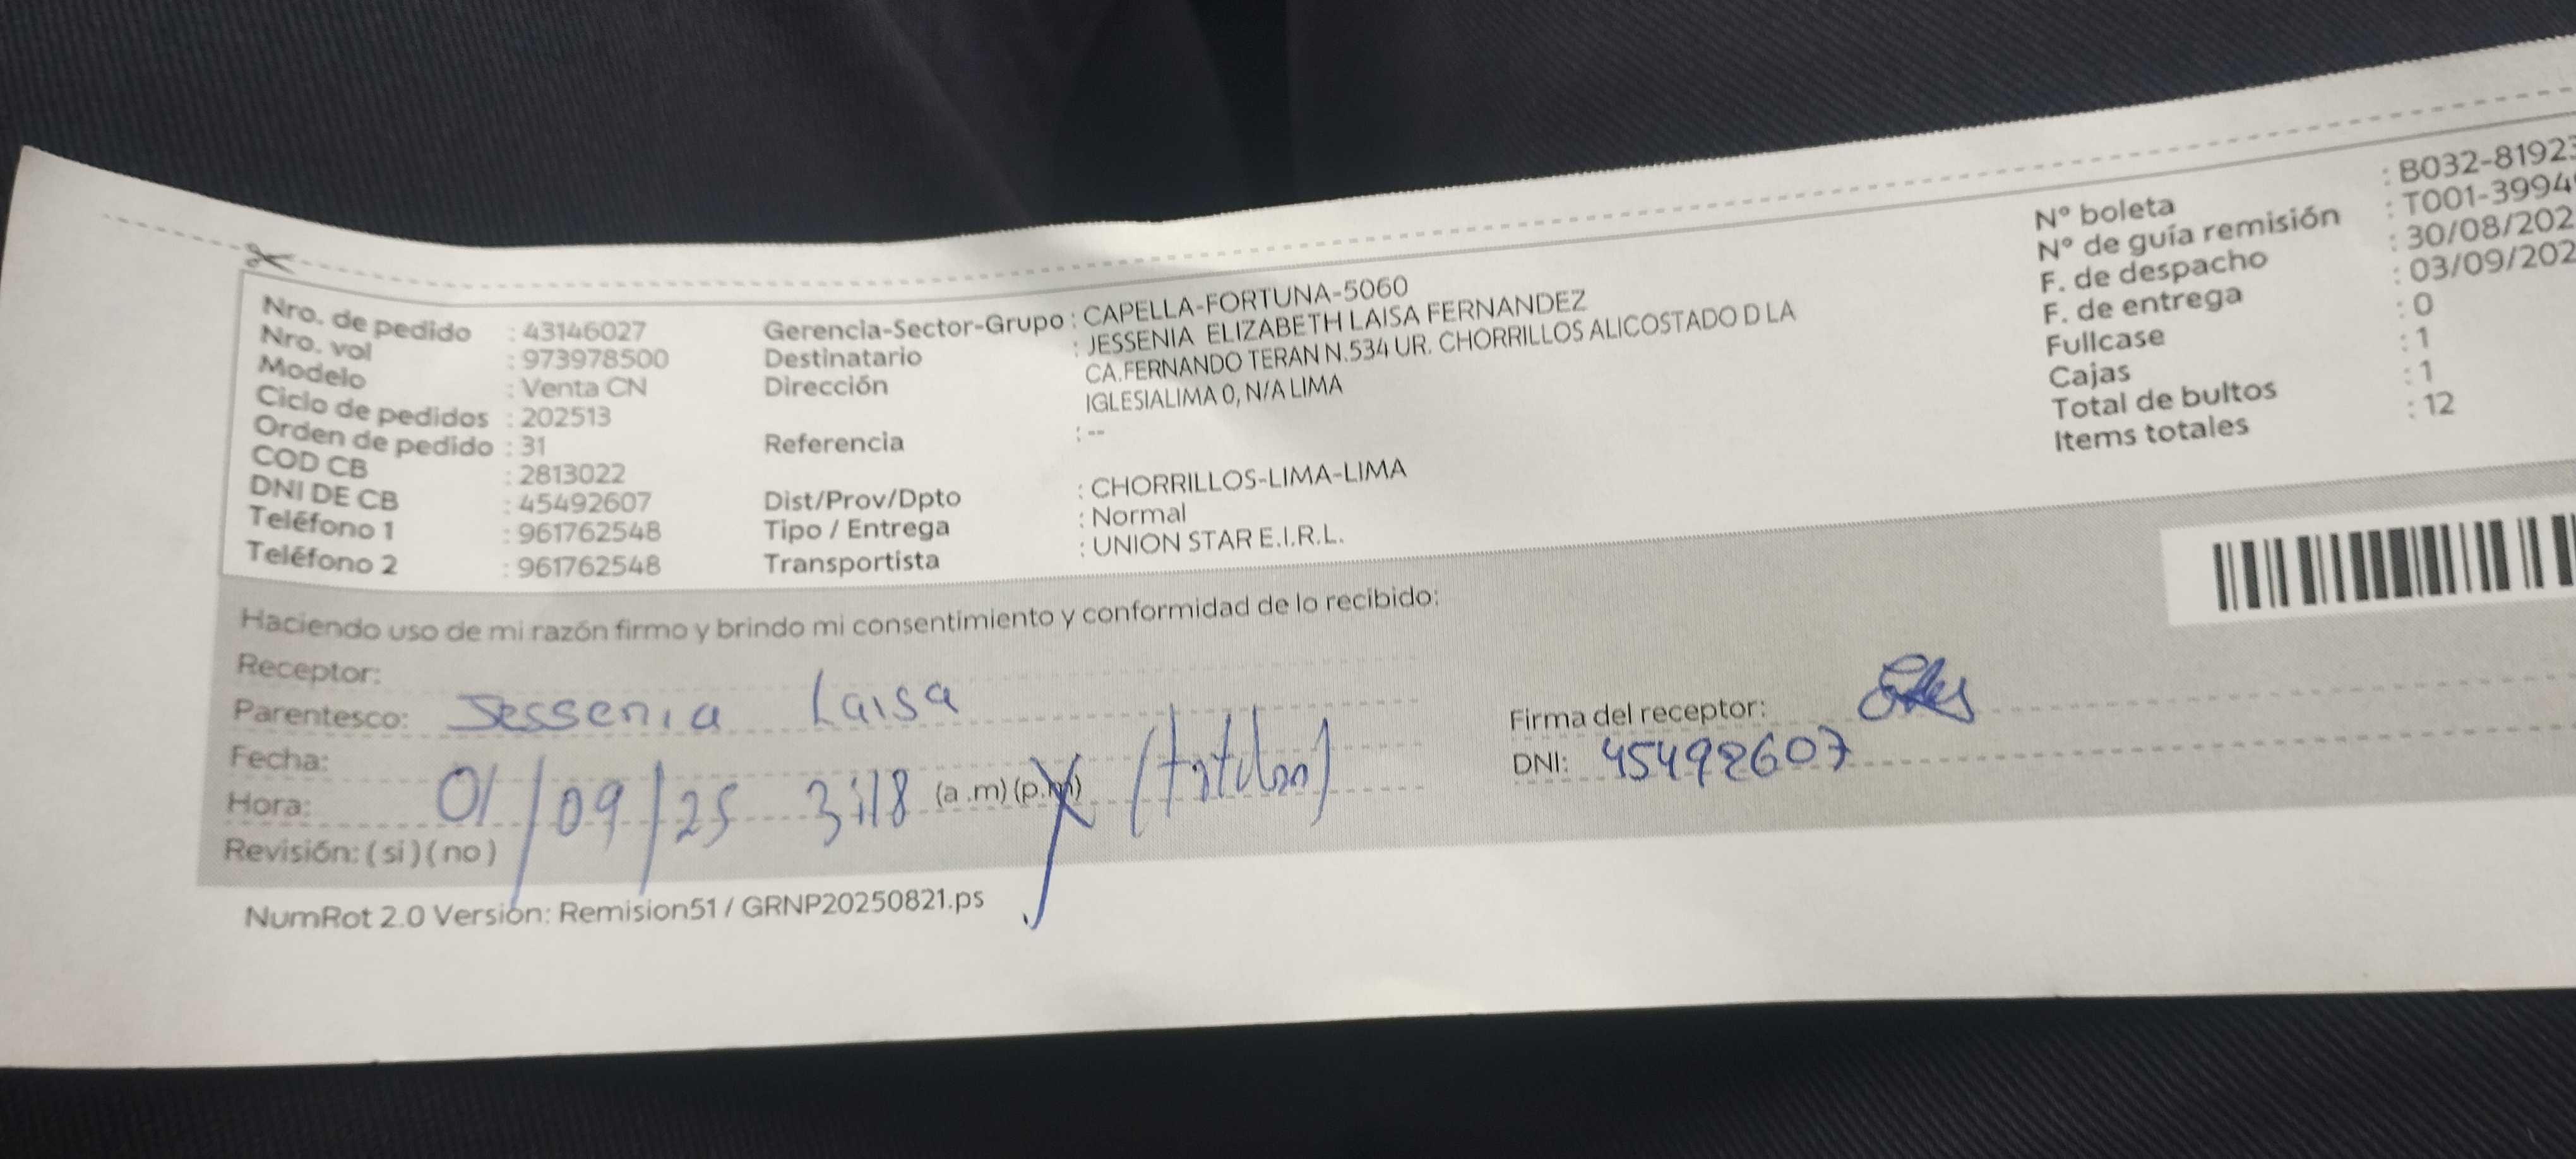 Nro. de pedido : 43146027
Nro. vol : 973978500
Modelo : Venta CN
Ciclo de pedidos : 202513
Orden de pedido : 31
COD CB : 2813022
DNI DE CB : 45492607
Teléfono 1 : 961762548
Teléfono 2 : 961762548
Gerencia-Sector-Grupo : CAPELLA-FORTUNA-5060
Destinatario : JESSENIA ELIZABETH LAISA FERNANDEZ
Dirección CA.FERNANDO TERAN N.534 UR. CHORRILLOS ALICOSTADO D LA
IGLESIALIMA 0, N/A LIMA
Referencia : --
Dist/Prov/Dpto : CHORRILLOS-LIMA-LIMA
Tipo / Entrega : Normal
Transportista : UNION STAR E.I.R.L.
N° boleta : B032-8192
N° de guía remisión : T001-3994
F. de despacho : 30/08/202
F. de entrega : 03/09/202
Fullcase : 0
Cajas : 1
Total de bultos : 1
Items totales : 12
Haciendo uso de mi razón firmo y brindo mi consentimiento y conformidad de lo recibido:
Receptor:
Parentesco: Jessenia Laisa
Fecha:
Hora: 01/09/25 3:18 (a.m) (p.m)
Revisión: ( si ) ( no )
Firma del receptor:
DNI: 45492607
NumRot 2.0 Versión: Remision51 / GRNP20250821.ps